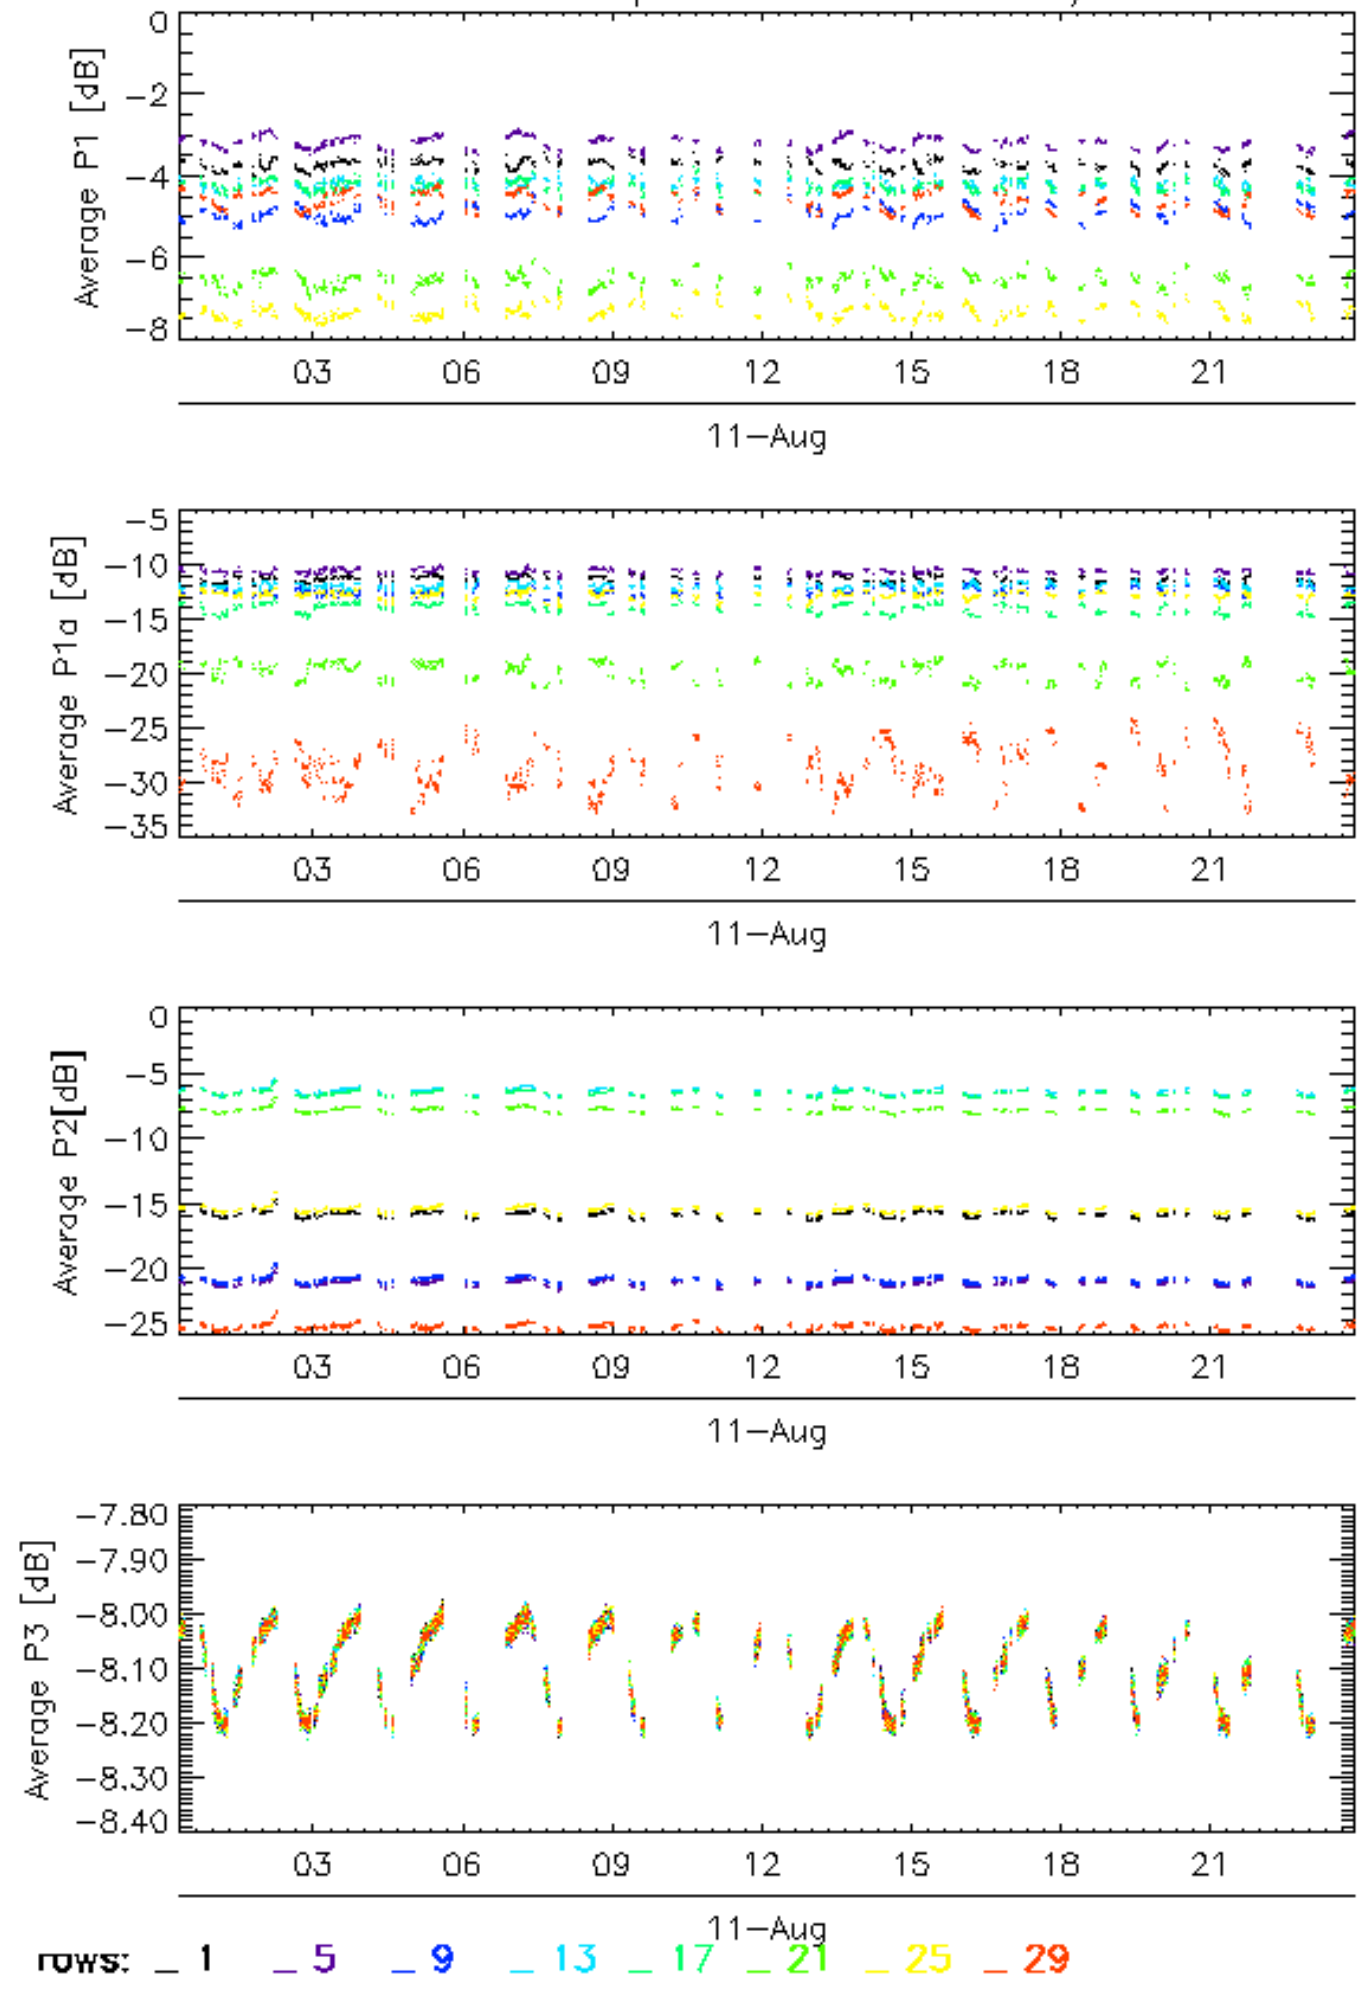 0
-2
-4
-6
-8
Average P1 [dB]
03 06 09 12 15 18 21
11-Aug
-5
-10
-15
-20
-25
-30
-35
Average P1a [dB]
03 06 09 12 15 18 21
11-Aug
0
-5
-10
-15
-20
-25
Average P2[dB]
03 06 09 12 15 18 21
11-Aug
-7.80
-7.90
-8.00
-8.10
-8.20
-8.30
-8.40
Average P3 [dB]
03 06 09 12 15 18 21
11-Aug
rows: _ 1 _ 5 _ 9 _ 13 _ 17 _ 21 _ 25 _ 29